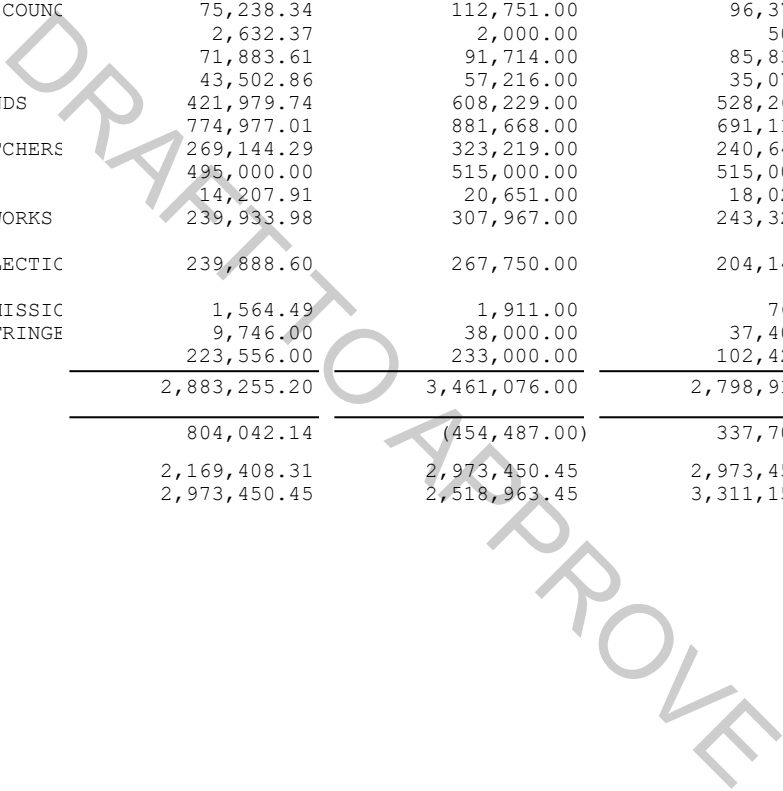 COUNC 75,238.34 112,751.00 96,3
2,632.37 2,000.00 5
71,883.61 91,714.00 85,8
43,502.86 57,216.00 35,0
NDS 421,979.74 608,229.00 528,2
774,977.01 881,668.00 691,1
TCHERS 269,144.29 323,219.00 240,6
495,000.00 515,000.00 515,0
14,207.91 20,651.00 18,0
WORKS 239,933.98 307,967.00 243,3
LECTIC 239,888.60 267,750.00 204,1
MISSIC 1,564.49 1,911.00 7
FRINGE 9,746.00 38,000.00 37,4
223,556.00 233,000.00 102,4
2,883,255.20 3,461,076.00 2,798,9
804,042.14 (454,487.00) 337,7
2,169,408.31 2,973,450.45 2,973,4
2,973,450.45 2,518,963.45 3,311,1
DRAFT TO APPROVE